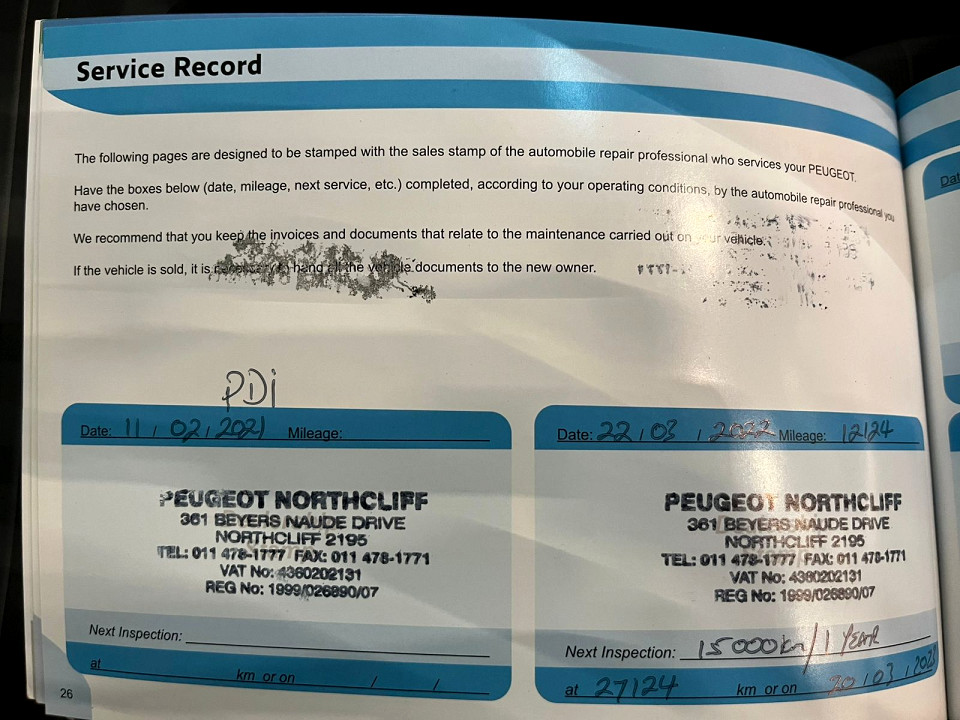 Service Record
The following pages are designed to be stamped with the sales stamp of the automobile repair professional who services your PEUGEOT.
Have the boxes below (date, mileage, next service, etc.) completed, according to your operating conditions, by the automobile repair professional you
have chosen.
We recommend that you keep the invoices and documents that relate to the maintenance carried out on your vehicle.
If the vehicle is sold, it is necessary to hand all the vehicle documents to the new owner.
PDi
Date: 11 / 02 / 2021 Mileage:
PEUGEOT NORTHCLIFF
361 BEYERS NAUDE DRIVE
NORTHCLIFF 2195
TEL: 011 478-1777 FAX: 011 478-1771
VAT No: 4360202131
REG No: 1999/026890/07
Next Inspection:
at km or on / /
Date: 22 / 03 / 2022 Mileage: 12124
PEUGEOT NORTHCLIFF
361 BEYERS NAUDE DRIVE
NORTHCLIFF 2195
TEL: 011 478-1777 FAX: 011 478-1771
VAT No: 4360202131
REG No: 1999/026890/07
Next Inspection: 15000km/1 YEAR
at 27124 km or on 20 / 03 / 2023
26